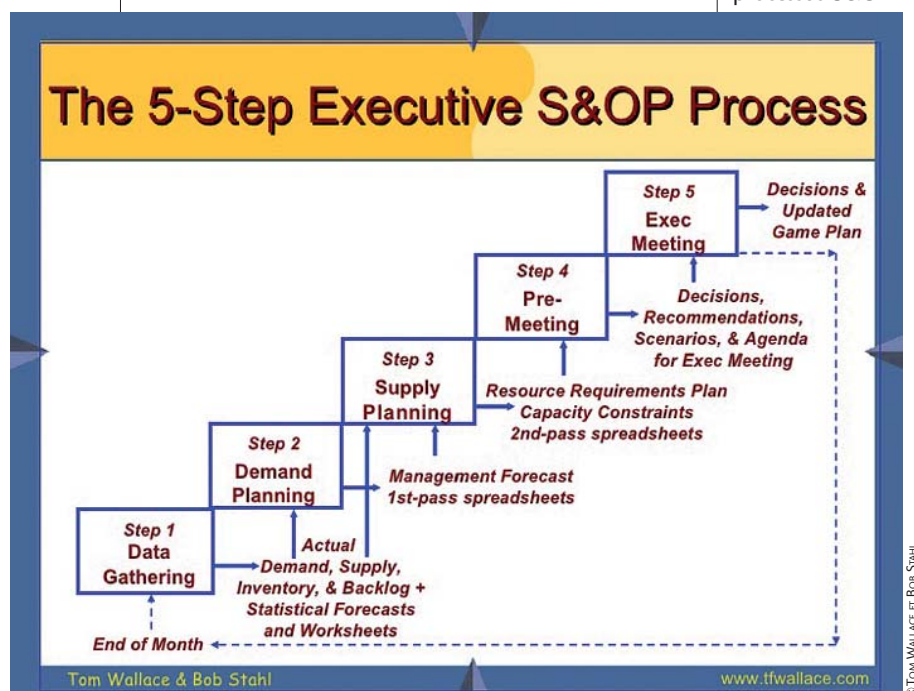 The 5-Step Executive S&OP Process
Step 5
Exec
Meeting
Decisions &
Updated
Game Plan
Step 4
Pre-
Meeting
Decisions,
Recommendations,
Scenarios, & Agenda
for Exec Meeting
Step 3
Supply
Planning
Resource Requirements Plan
Capacity Constraints
2nd-pass spreadsheets
Step 2
Demand
Planning
Management Forecast
1st-pass spreadsheets
Step 1
Data
Gathering
Actual
Demand, Supply,
Inventory, & Backlog +
Statistical Forecasts
and Worksheets
End of Month
Tom Wallace & Bob Stahl
www.tfwallace.com
©TOM WALLACE ET BOB STAHL